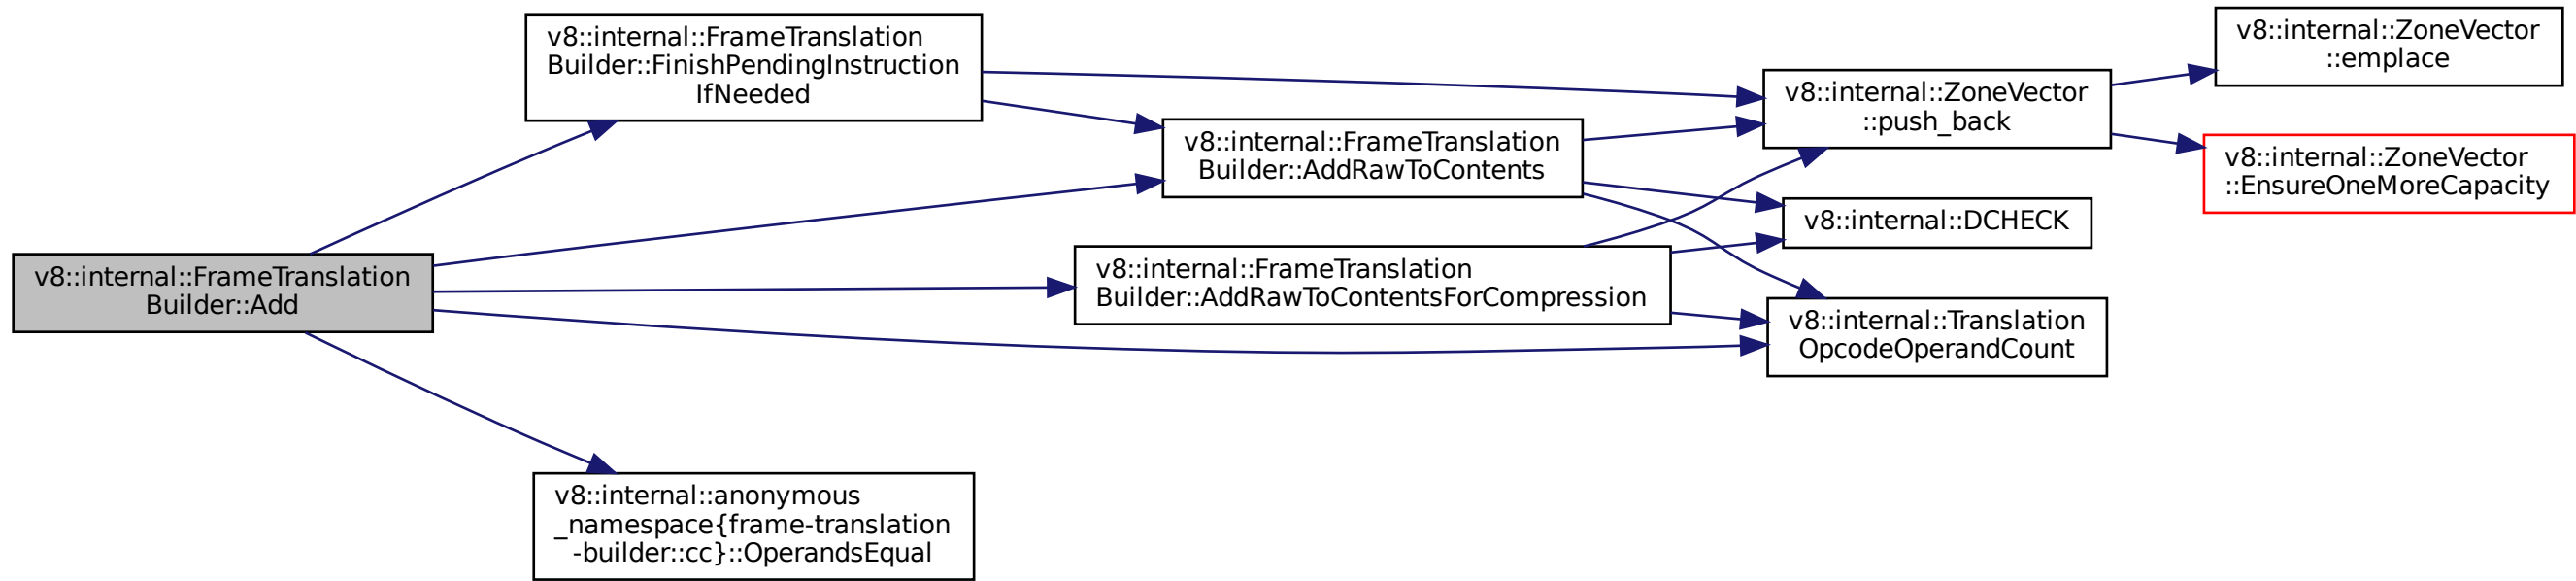 v8::internal::FrameTranslation
Builder::Add
v8::internal::FrameTranslation
Builder::FinishPendingInstruction
IfNeeded
v8::internal::FrameTranslation
Builder::AddRawToContents
v8::internal::FrameTranslation
Builder::AddRawToContentsForCompression
v8::internal::anonymous
_namespace{frame-translation
-builder::cc}::OperandsEqual
v8::internal::ZoneVector
::push_back
v8::internal::DCHECK
v8::internal::Translation
OpcodeOperandCount
v8::internal::ZoneVector
::emplace
v8::internal::ZoneVector
::EnsureOneMoreCapacity